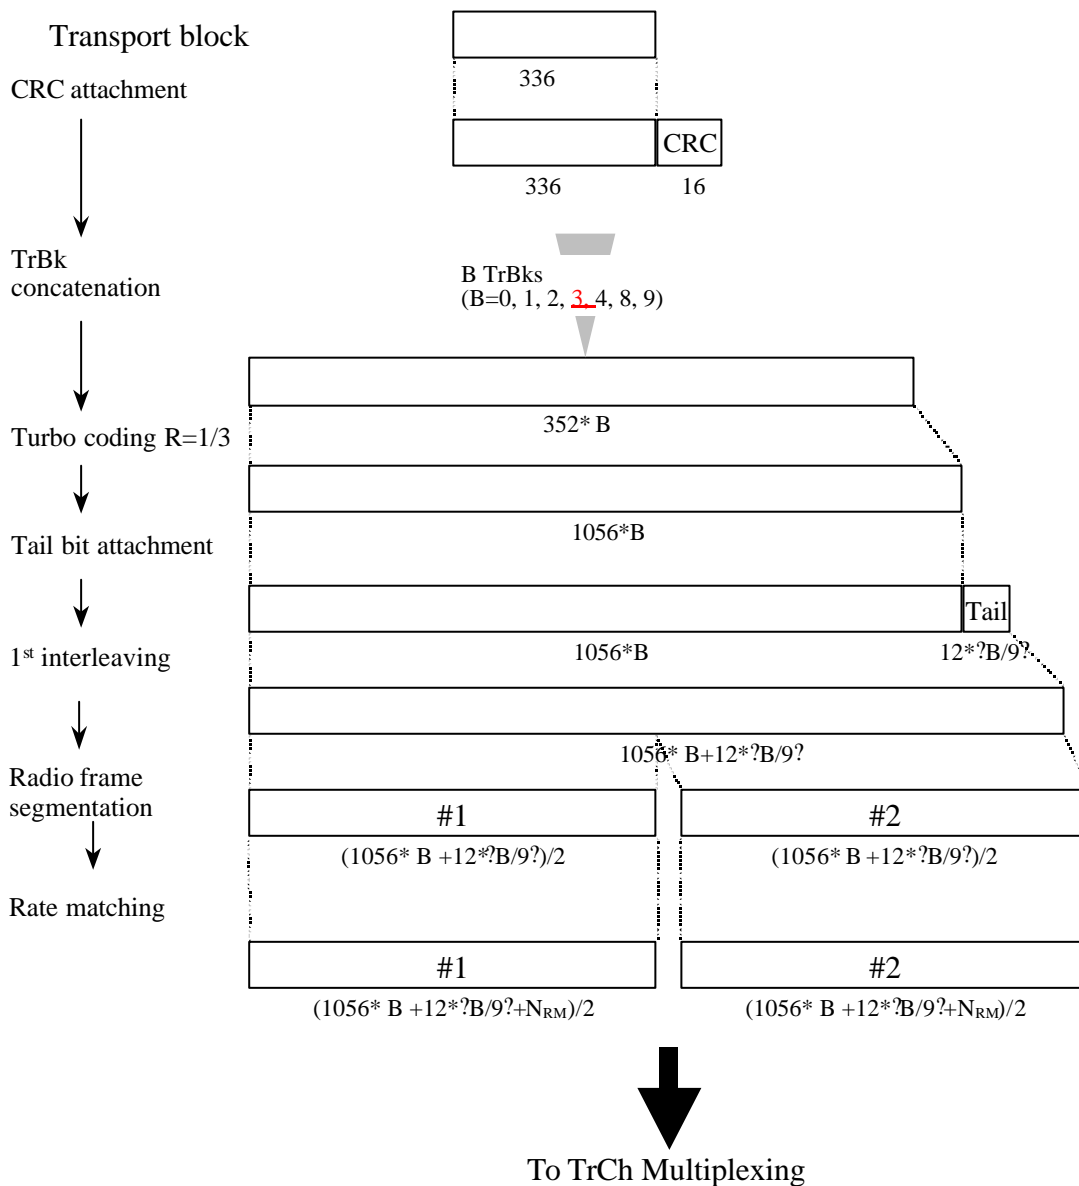 Transport block
336
CRC attachment
CRC
336
16
TrBk
concatenation
B TrBks
(B=0, 1, 2, 3, 4, 8, 9)
352* B
Turbo coding R=1/3
1056*B
Tail bit attachment
Tail
1056*B
12*?B/9?
1st interleaving
1056* B+12*?B/9?
Radio frame
segmentation
#1
#2
(1056* B +12*?B/9?)/2
(1056* B +12*?B/9?)/2
Rate matching
#1
#2
(1056* B +12*?B/9?+NRM)/2
(1056* B +12*?B/9?+NRM)/2
To TrCh Multiplexing